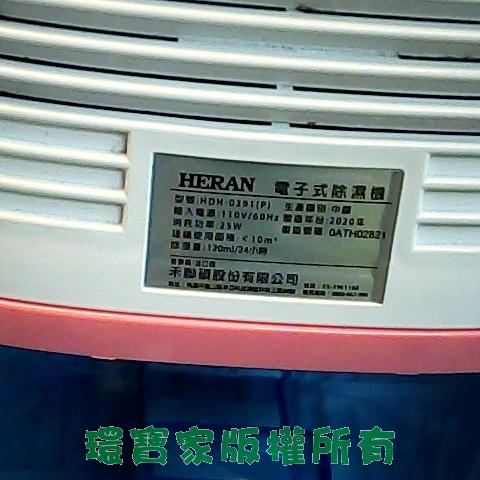 HERAN 電子式除濕機
型號:HDH-0391(P) 生產國別:中國
輸入電源:110V/60Hz 製造年份:2020年
消耗功率:25W 製造號碼:0ATH02821
建議使用面積:<10m²
除濕量:120ml/24小時
禾聯碩股份有限公司
環寶家版權所有